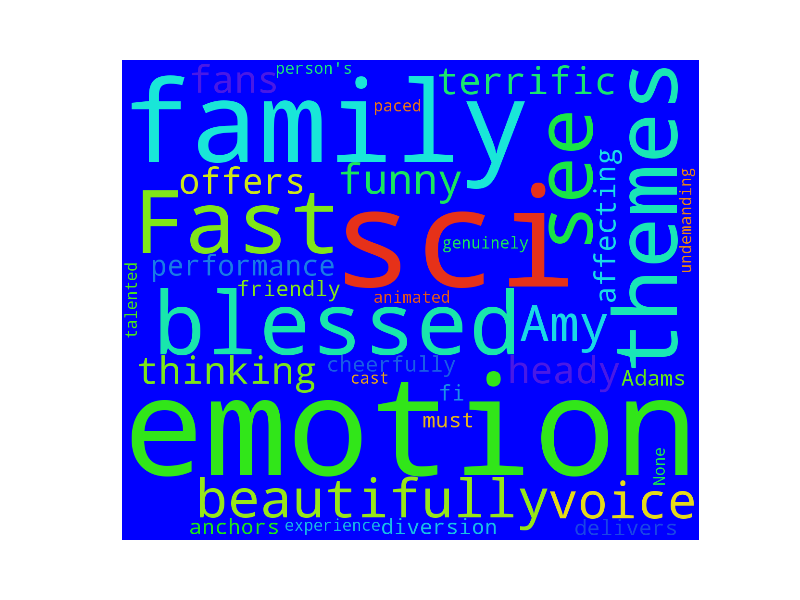 person's
fans
terrific
family
paced
see
themes
offers
funny
affecting
undemanding
Fast
sci
genuinely
performance
talented
friendly
animated
blessed
Amy
thinking
cheerfully
cast
heady
Adams
fi
must
emotion
None
beautifully
voice
anchors
experience
diversion
delivers